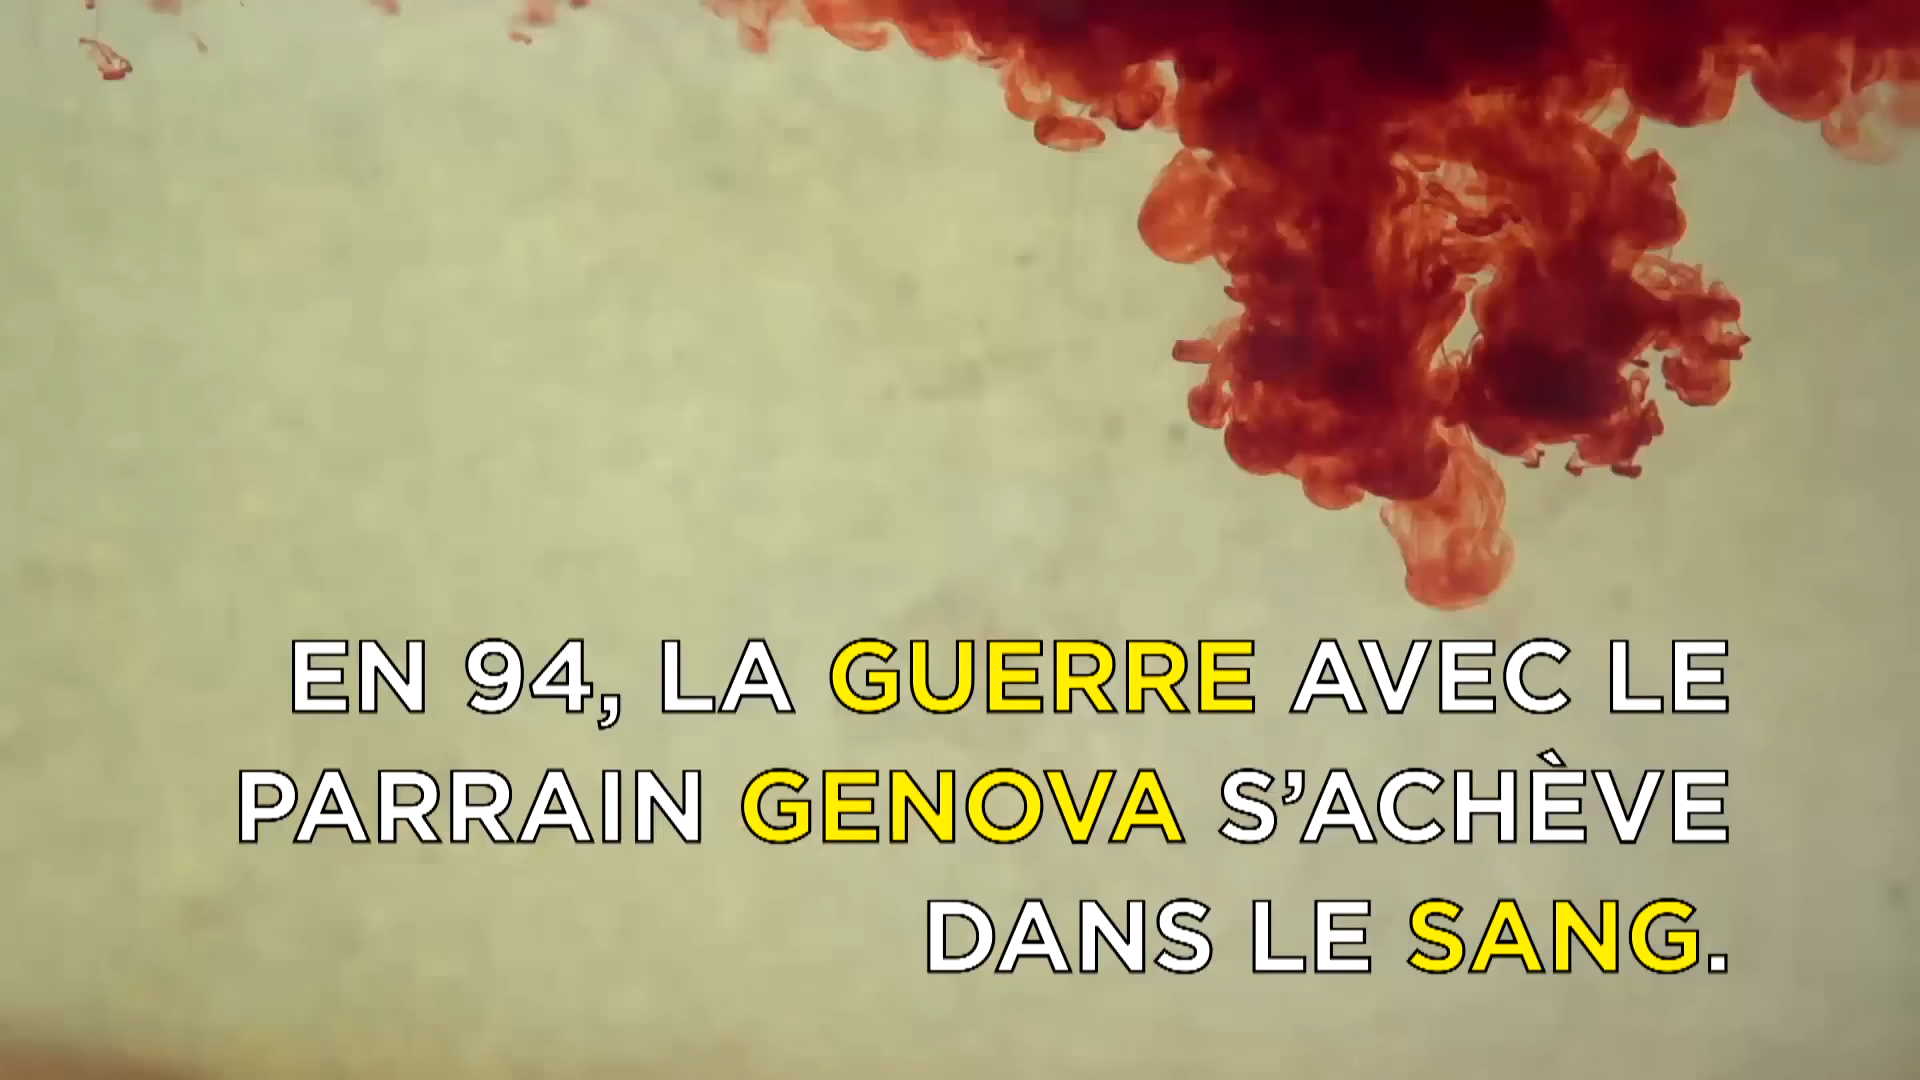 EN 94, LA GUERRE AVEC LE
PARRAIN GENOVA S’ACHÈVE
DANS LE SANG.